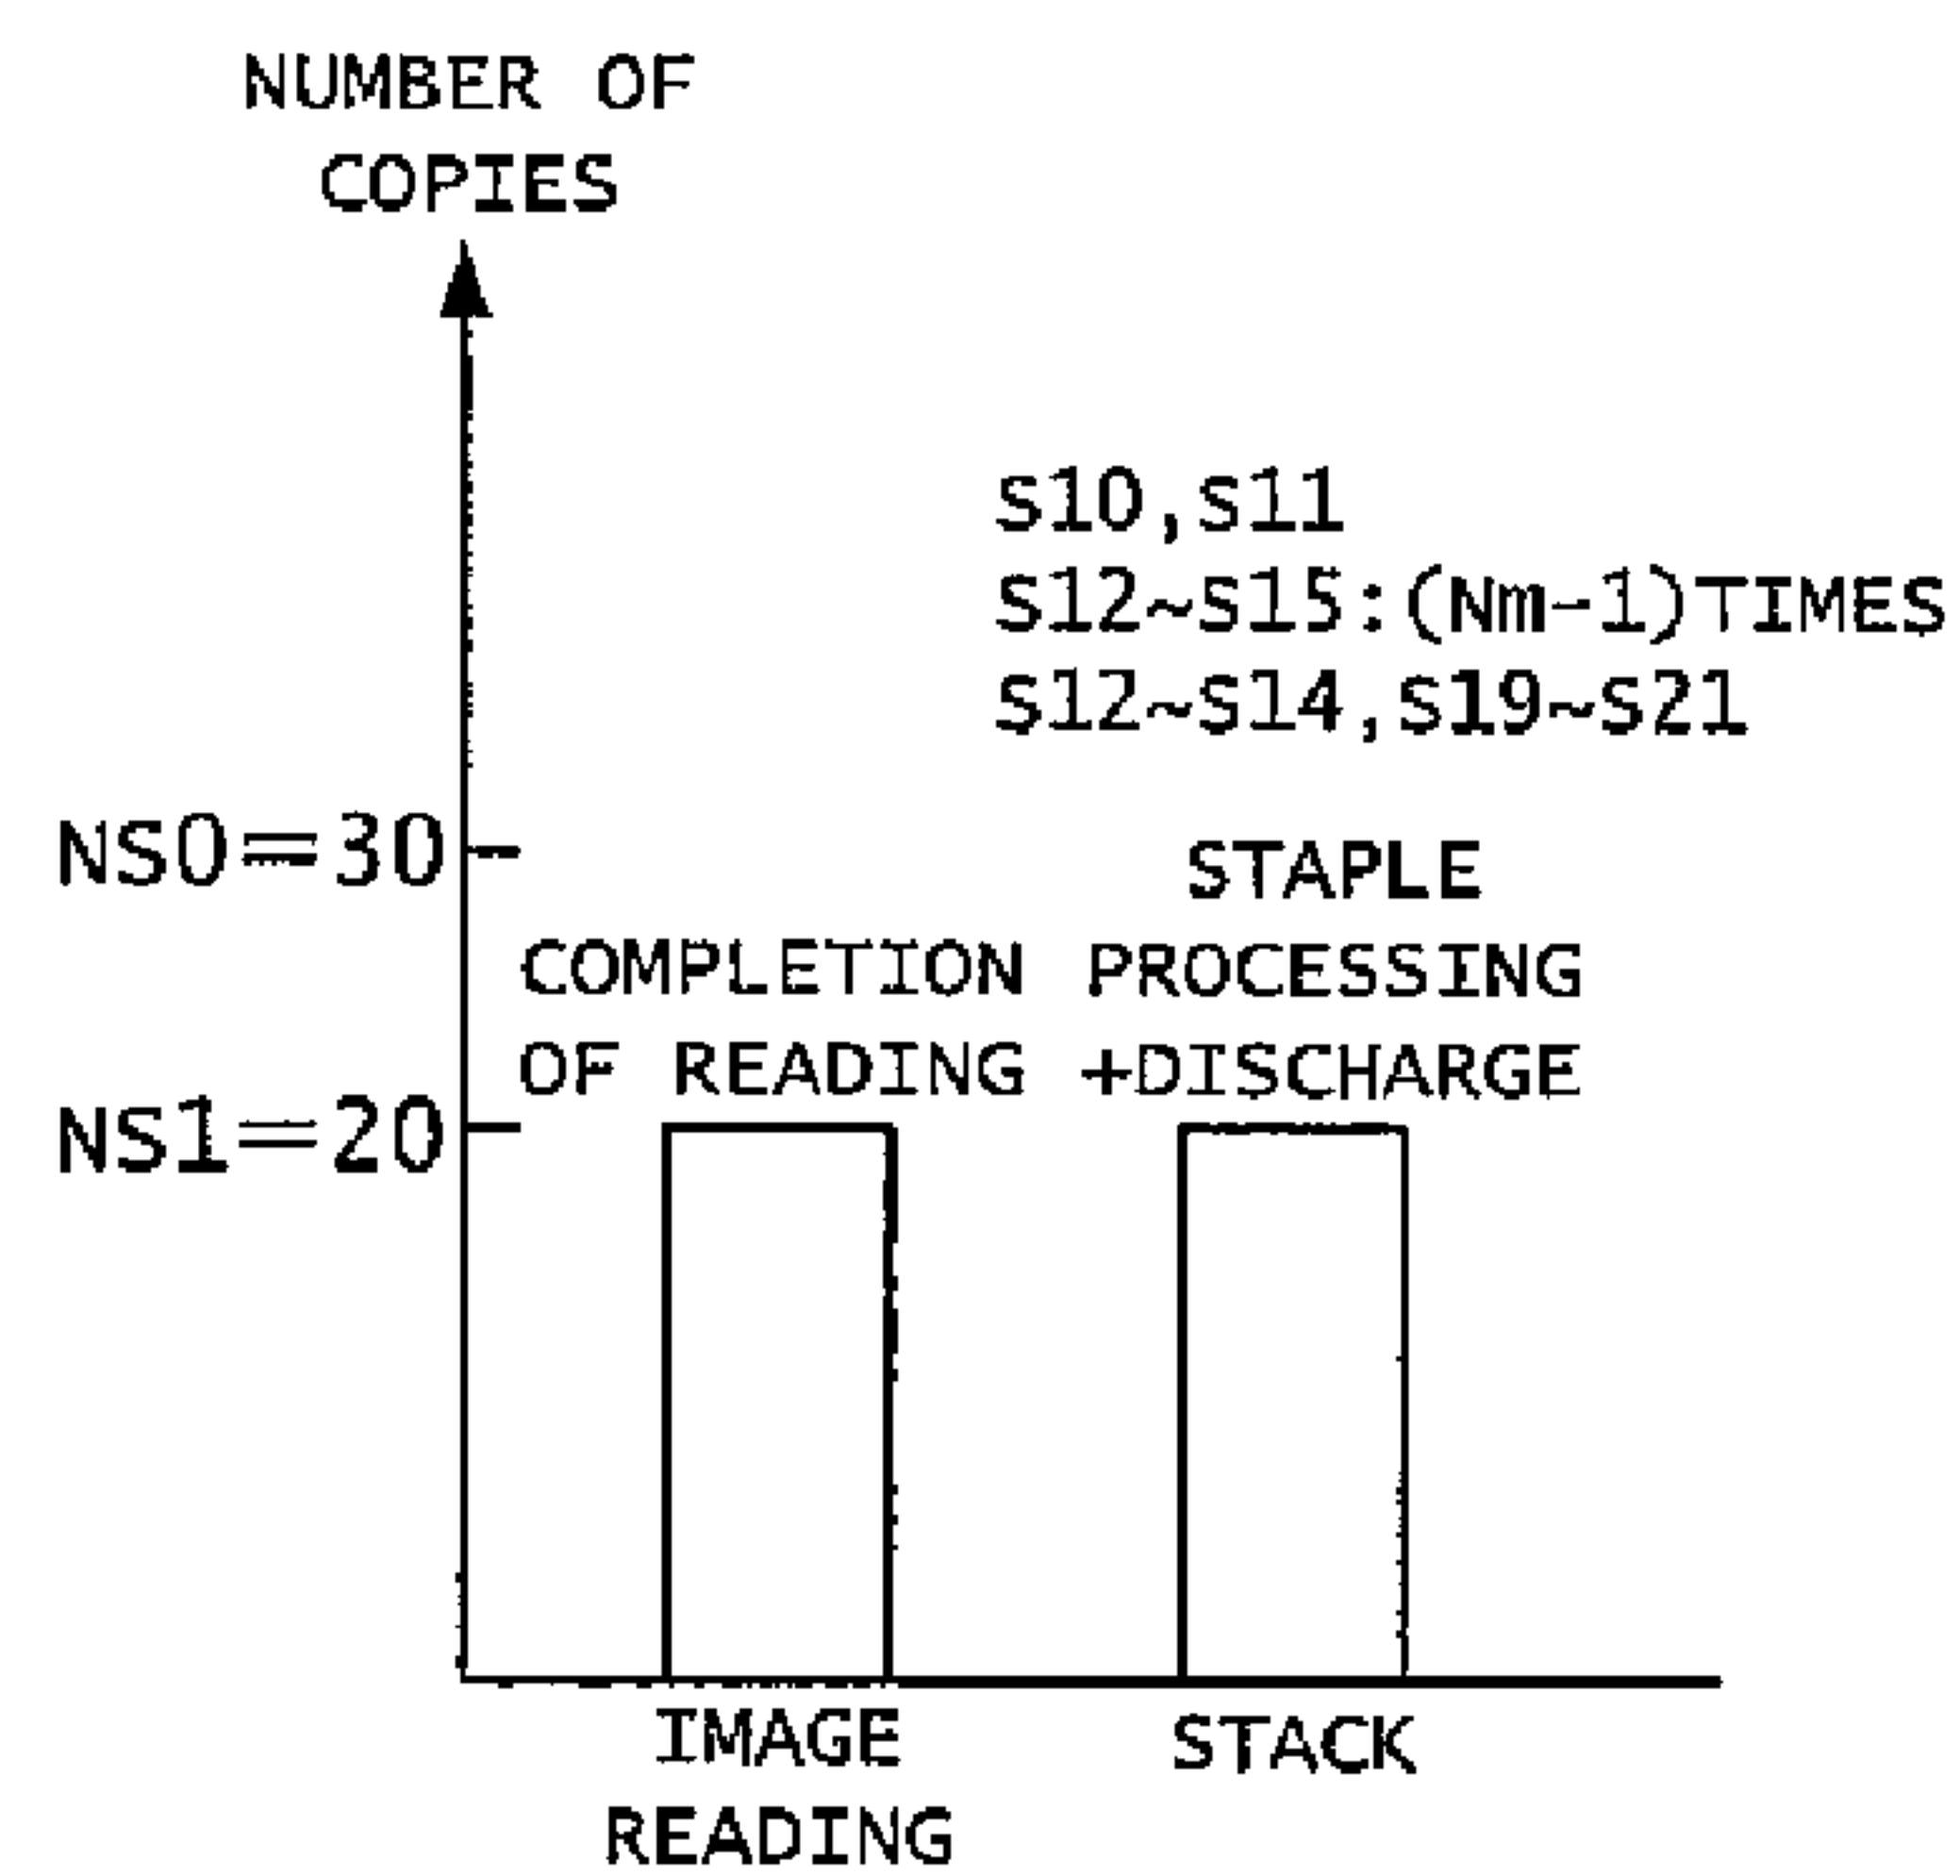 NUMBER OF
COPIES
S10,S11
S12~S15:(Nm-1)TIMES
S12~S14,S19~S21
NS0=30
STAPLE
COMPLETION PROCESSING
OF READING +DISCHARGE
NS1=20
IMAGE
READING
STACK